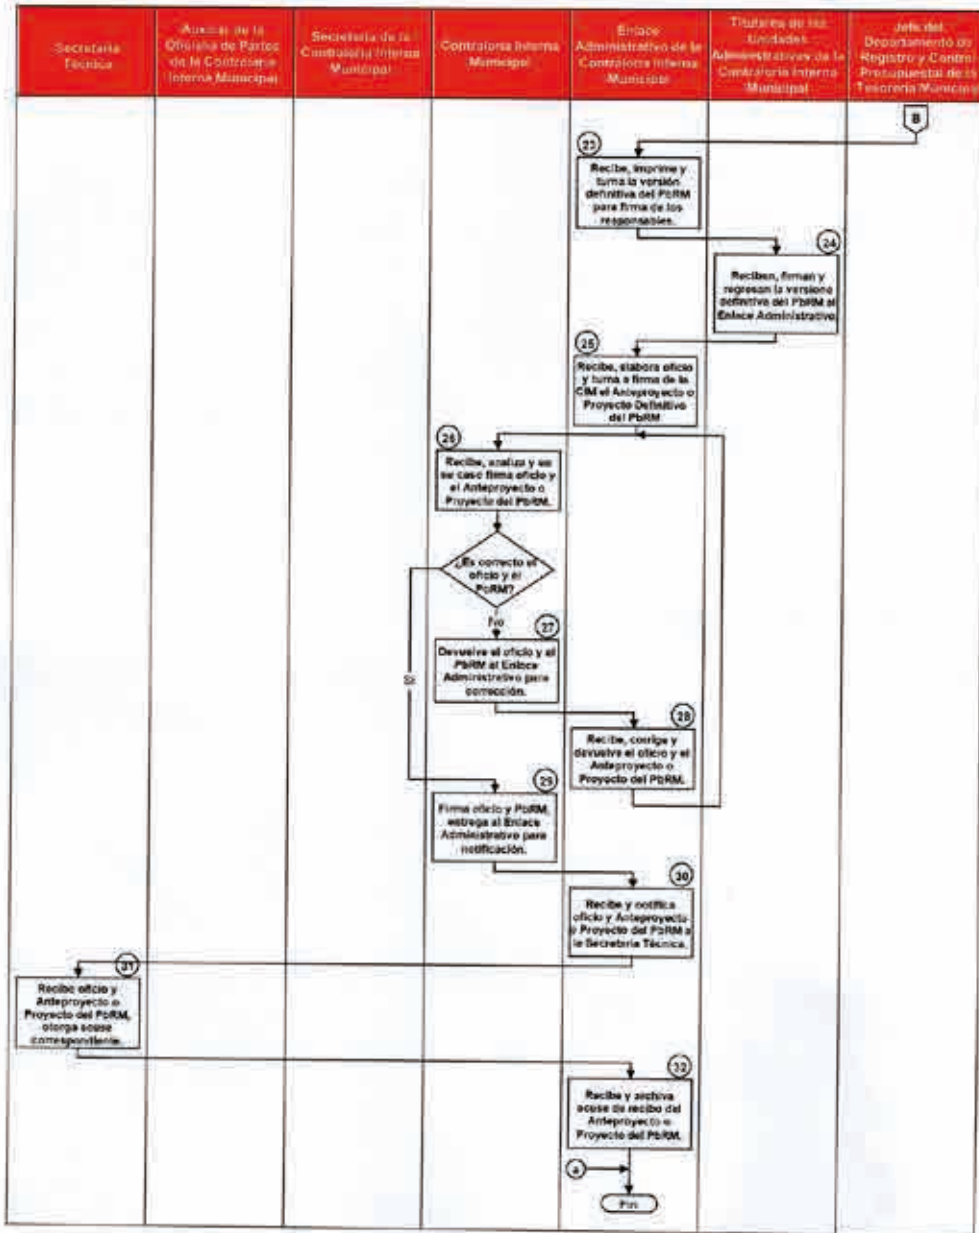 Secretaría
Técnica
Auxiliar de la
Oficialía de Partes
de la Contraloría
Interna Municipal
Secretaria de la
Contraloría Interna
Municipal
Contraloría Interna
Municipal
Enlace
Administrativo de la
Contraloría Interna
Municipal
Titulares de las
Unidades
Administrativas de la
Contraloría Interna
Municipal
Jefe del
Departamento de
Registro y Control
Presupuestal de la
Tesorería Municipal
B
23
Recibe, imprime y
turna la versión
definitiva del PbRM
para firma de los
responsables.
24
Reciben, firman y
regresan la versione
definitiva del PbRM al
Enlace Administrativo.
25
Recibe, elabora oficio
y turna a firma de la
CIM el Anteproyecto o
Proyecto Definitivo
del PbRM
26
Recibe, analiza y en
su caso firma oficio y
el Anteproyecto o
Proyecto del PbRM.
¿Es correcto el
oficio y el
PbRM?
No
SI
27
Devuelve el oficio y el
PbRM al Enlace
Administrativo para
corrección.
28
Recibe, corrige y
devuelve el oficio y el
Anteproyecto o
Proyecto del PbRM.
29
Firma oficio y PbRM,
entrega al Enlace
Administrativo para
notificación.
30
Recibe y notifica
oficio y Anteproyecto
o Proyecto del PbRM a
la Secretaría Técnica.
31
Recibe oficio y
Anteproyecto o
Proyecto del PbRM,
otorga acuse
correspondiente.
32
Recibe y archiva
acuse de recibo del
Anteproyecto o
Proyecto del PbRM.
a
Fin